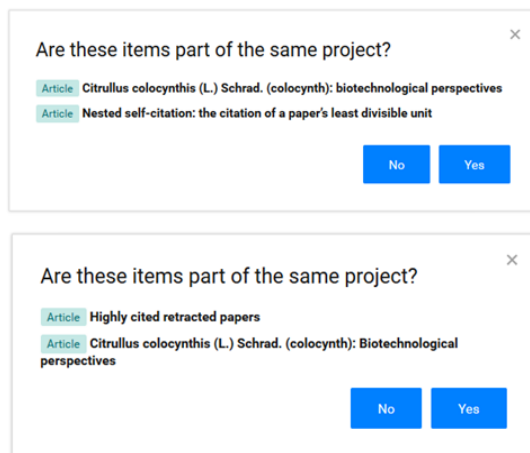 Are these items part of the same project?
Article Citrullus colocynthis (L.) Schrad. (colocynth): biotechnological perspectives
Article Nested self-citation: the citation of a paper's least divisible unit
No Yes
Are these items part of the same project?
Article Highly cited retracted papers
Article Citrullus colocynthis (L.) Schrad. (colocynth): Biotechnological
perspectives
No Yes